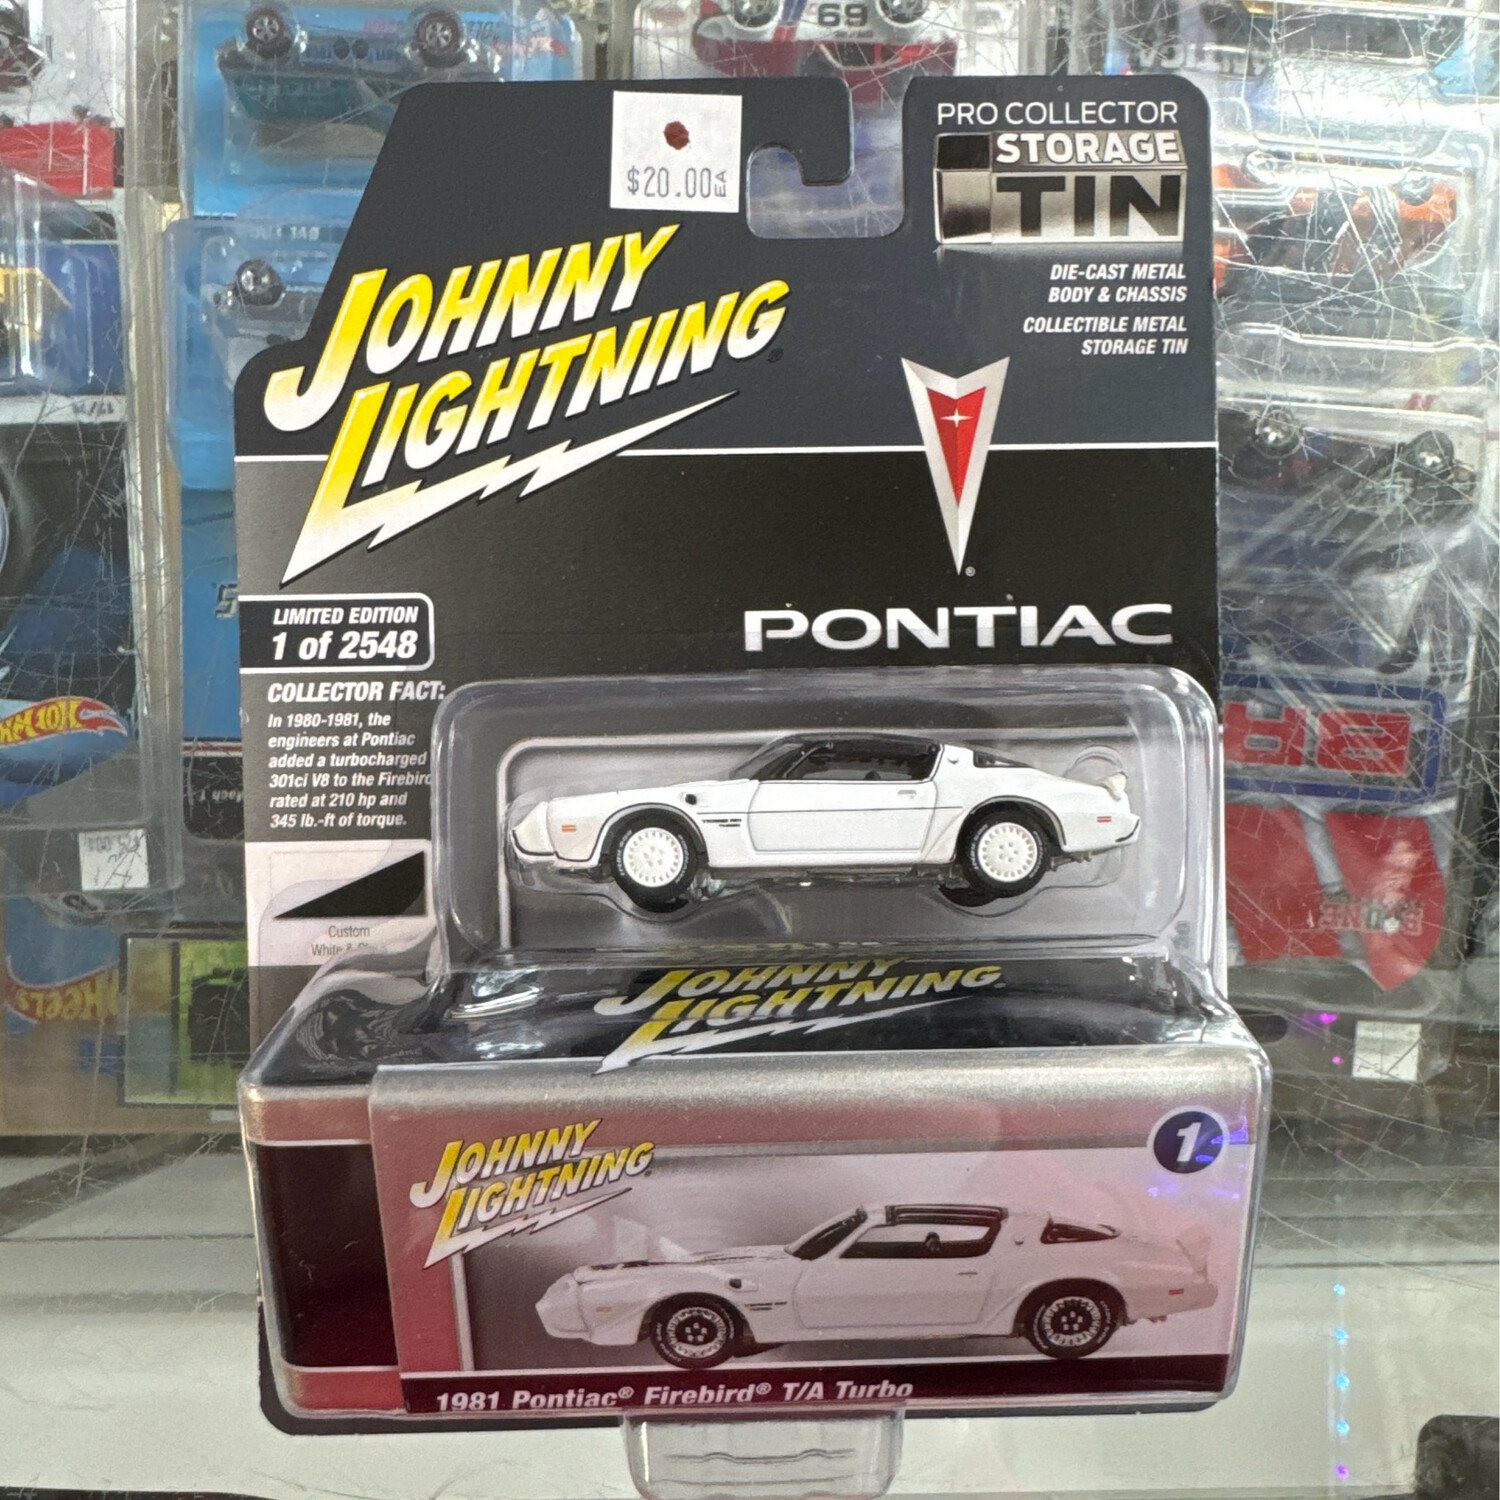 69
$20.00EA
PRO COLLECTOR
STORAGE
TIN
DIE-CAST METAL
BODY & CHASSIS
COLLECTIBLE METAL
STORAGE TIN
JOHNNY
LIGHTNING®
PONTIAC
LIMITED EDITION
1 of 2548
COLLECTOR FACT:
In 1980-1981, the
engineers at Pontiac
added a turbocharged
301ci V8 to the Firebird
rated at 210 hp and
345 lb.-ft of torque.
Custom
White &
JOHNNY
LIGHTNING®
JOHNNY
LIGHTNING®
1
1981 Pontiac® Firebird® T/A Turbo